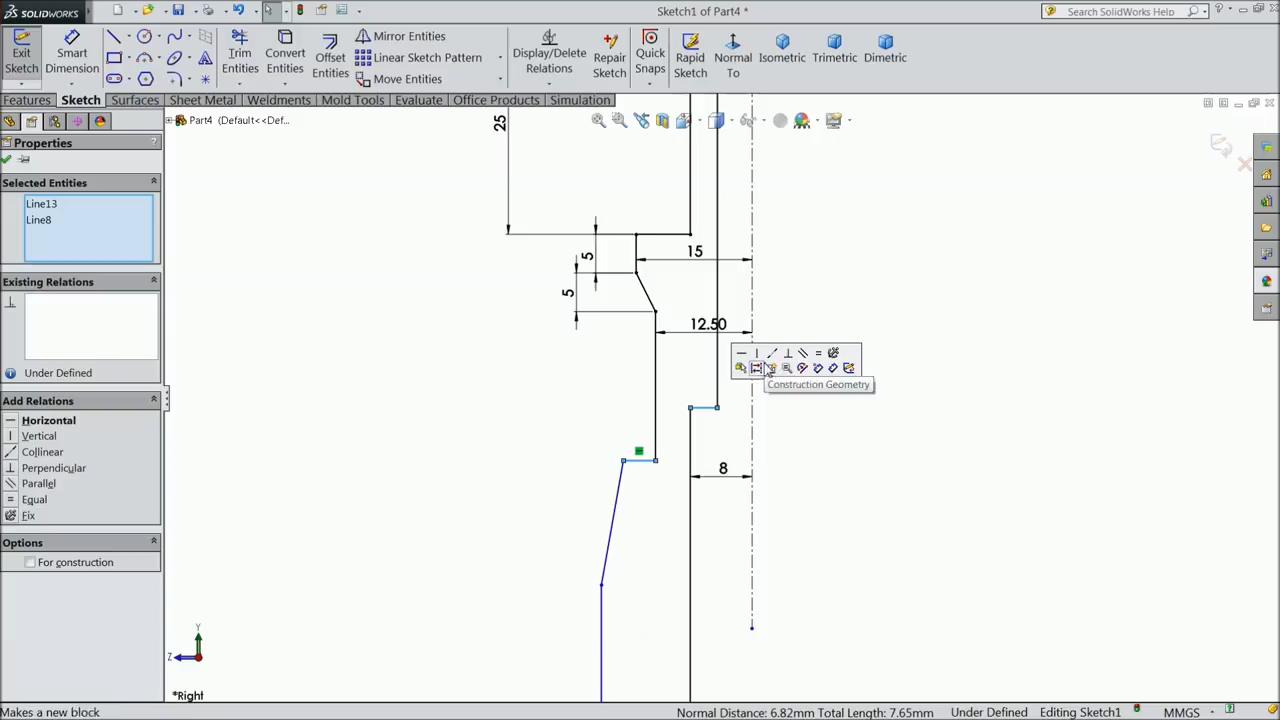 SOLIDWORKS
Sketch1 of Part4 *
Search SolidWorks Help
Exit Sketch
Smart Dimension
Trim Entities
Convert Entities
Offset Entities
Mirror Entities
Linear Sketch Pattern
Move Entities
Display/Delete Relations
Repair Sketch
Quick Snaps
Rapid Sketch
Normal To
Isometric
Trimetric
Dimetric
Features
Sketch
Surfaces
Sheet Metal
Weldments
Mold Tools
Evaluate
Office Products
Simulation
Part4 (Default<<Def...
Properties
Selected Entities
Line13
Line8
Existing Relations
Under Defined
Add Relations
Horizontal
Vertical
Collinear
Perpendicular
Parallel
Equal
Fix
Options
For construction
25
5
15
5
12.50
Construction Geometry
8
Y
Z
*Right
Makes a new block
Normal Distance: 6.82mm Total Length: 7.65mm
Under Defined
Editing Sketch1
MMGS